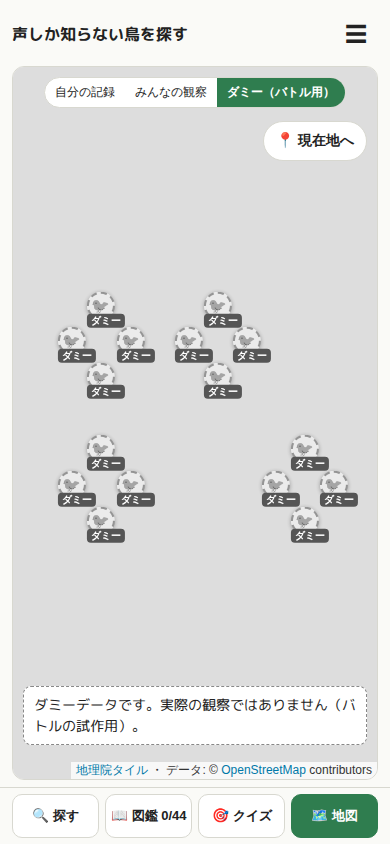 声しか知らない鳥を探す
自分の記録 みんなの観察 ダミー（バトル用）
📍 現在地へ
ダミー ダミー
ダミー ダミー ダミー ダミー
ダミー ダミー
ダミー ダミー
ダミー ダミー ダミー ダミー
ダミー ダミー
ダミーデータです。実際の観察ではありません（バ
トルの試作用）。
地理院タイル ・ データ: © OpenStreetMap contributors
🔍 探す 📖 図鑑 0/44 🎯 クイズ 🗺️ 地図